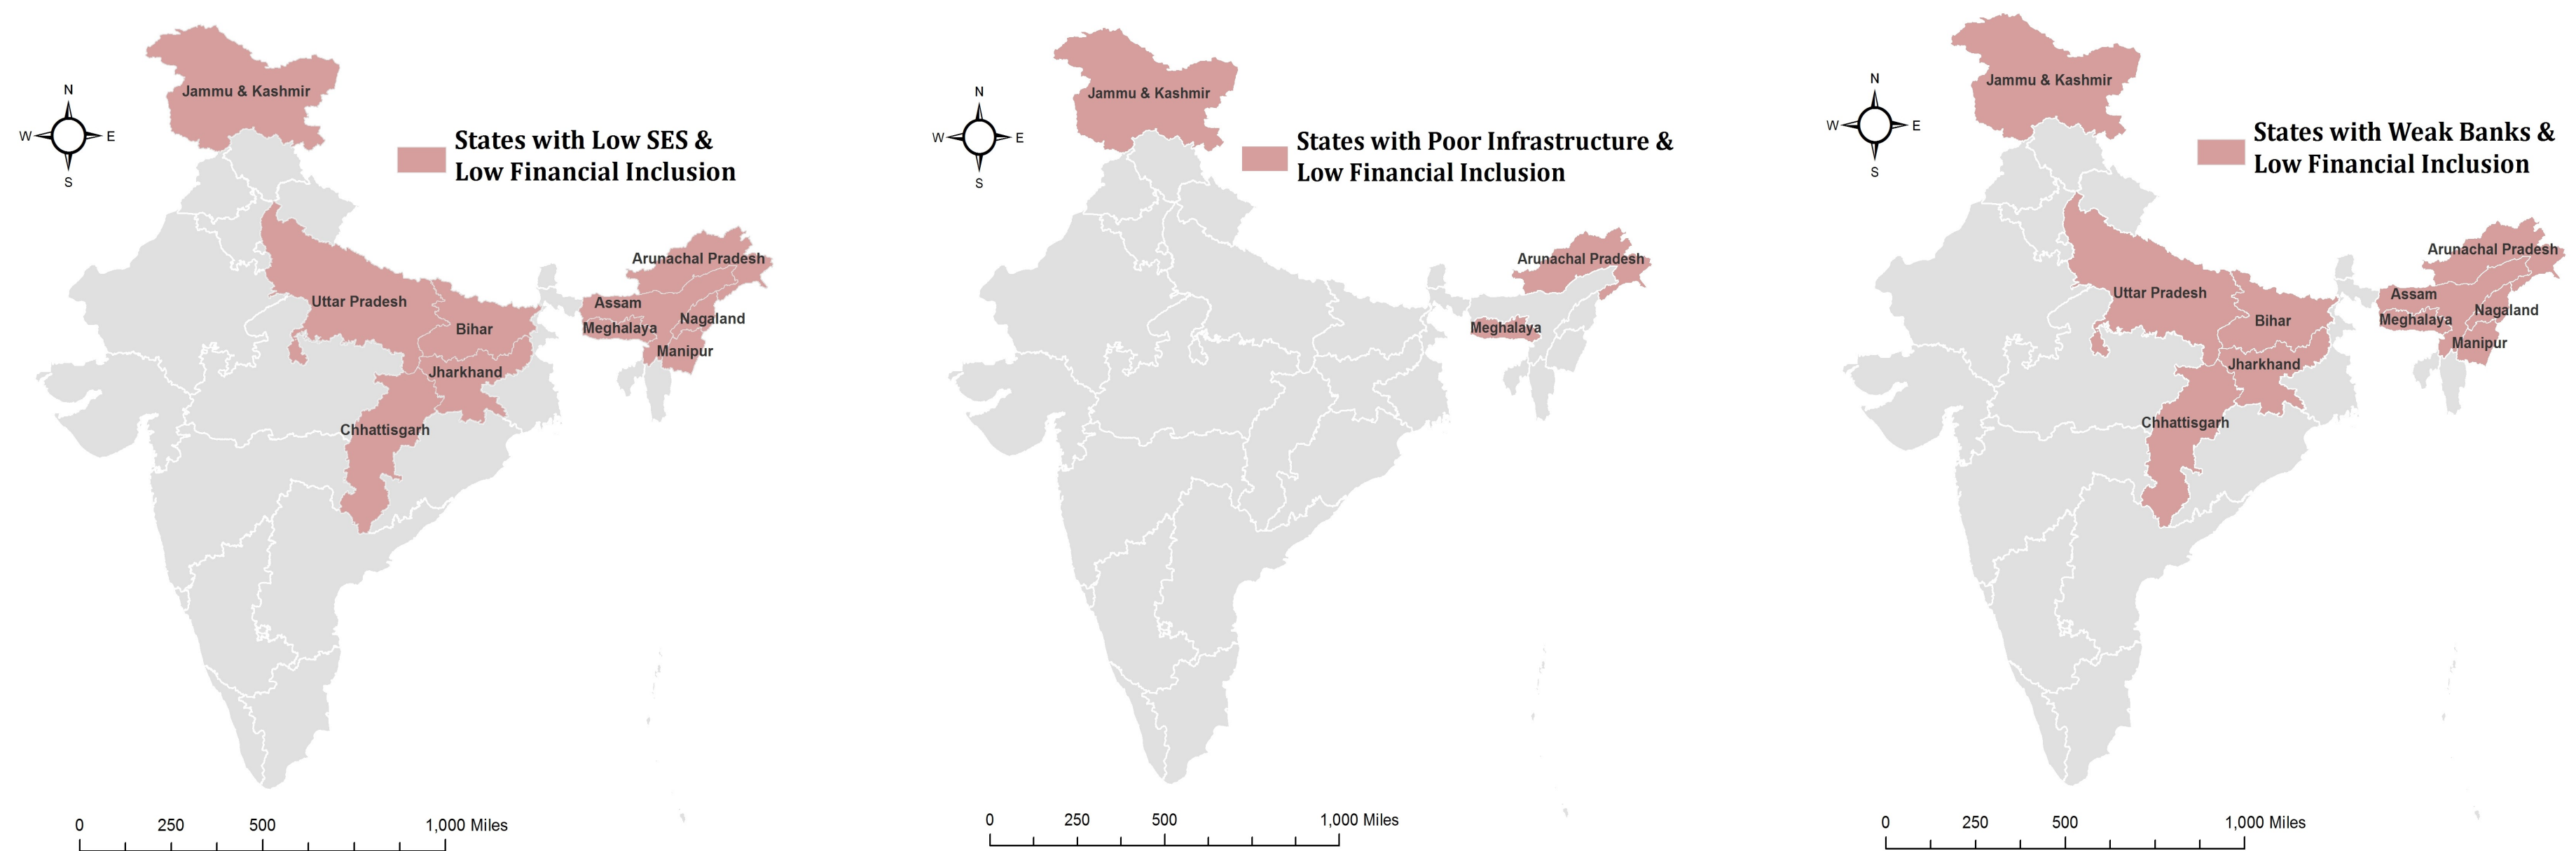 N
W E
S
Jammu & Kashmir
States with Low SES &
Low Financial Inclusion
Arunachal Pradesh
Uttar Pradesh
Assam
Nagaland
Meghalaya
Bihar
Manipur
Jharkhand
Chhattisgarh
0 250 500 1,000 Miles
N
W E
S
Jammu & Kashmir
States with Poor Infrastructure &
Low Financial Inclusion
Arunachal Pradesh
Meghalaya
0 250 500 1,000 Miles
N
W E
S
Jammu & Kashmir
States with Weak Banks &
Low Financial Inclusion
Arunachal Pradesh
Uttar Pradesh
Assam
Nagaland
Meghalaya
Bihar
Manipur
Jharkhand
Chhattisgarh
0 250 500 1,000 Miles